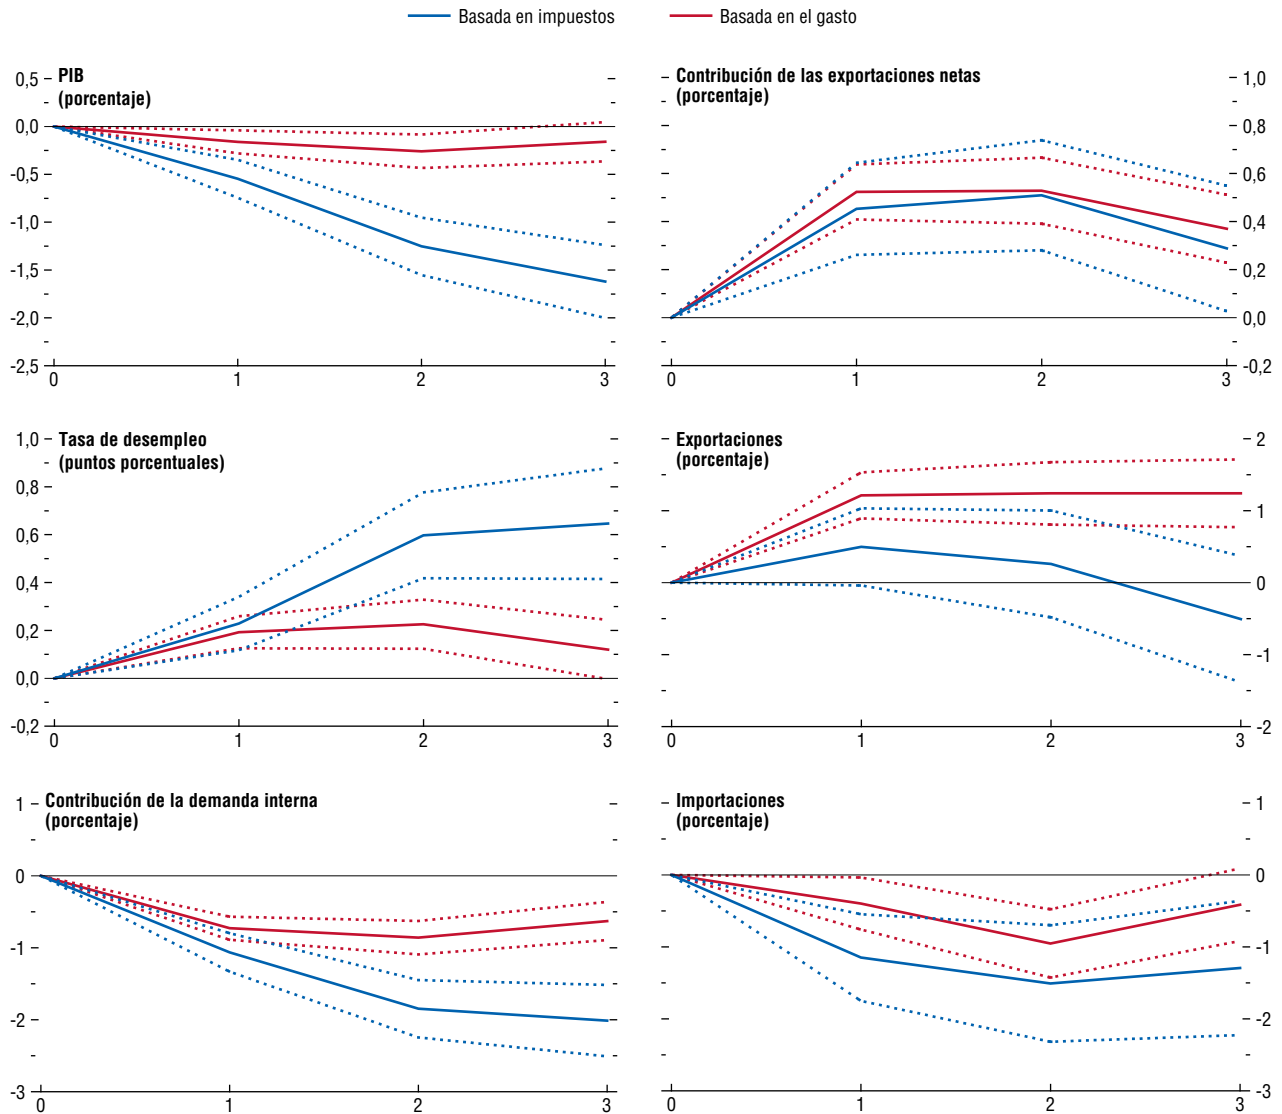 Basada en impuestos
Basada en el gasto
PIB
(porcentaje)
0,5
0,0
-0,5
-1,0
-1,5
-2,0
-2,5
0 1 2 3
Contribución de las exportaciones netas
(porcentaje)
1,0
0,8
0,6
0,4
0,2
0,0
-0,2
0 1 2 3
Tasa de desempleo
(puntos porcentuales)
1,0
0,8
0,6
0,4
0,2
0,0
-0,2
0 1 2 3
Exportaciones
(porcentaje)
2
1
0
-1
-2
0 1 2 3
Contribución de la demanda interna
(porcentaje)
1
0
-1
-2
-3
0 1 2 3
Importaciones
(porcentaje)
1
0
-1
-2
-3
0 1 2 3